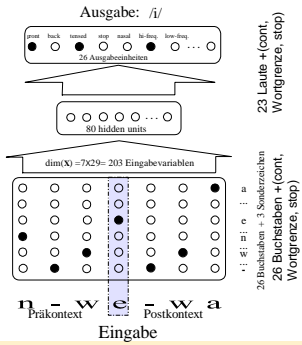 Ausgabe: /i/
front back tensed stop nasal hi-freq. low-freq.
...
26 Ausgabeeinheiten
...
80 hidden units
dim(x) =7X29= 203 Eingabevariablen
a
...
e
...
n
...
w
...
-
n - w e - w a
Präkontext Postkontext
Eingabe
23 Laute +(cont,
Wortgrenze, stop)
26 Buchstaben + 3 Sonderzeichen
26 Buchstaben +(cont,
Wortgrenze, stop)